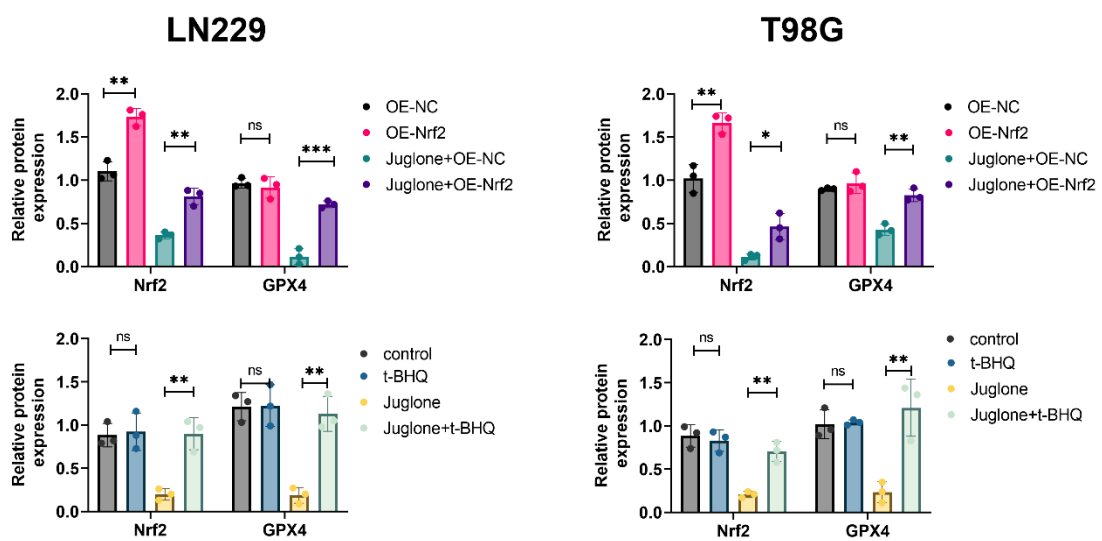 LN229
T98G
**
**
ns
***
2.0
1.5
1.0
0.5
0.0
Relative protein
expression
Nrf2
GPX4
OE-NC
OE-Nrf2
Juglone+OE-NC
Juglone+OE-Nrf2
**
*
ns
**
2.0
1.5
1.0
0.5
0.0
Relative protein
expression
Nrf2
GPX4
OE-NC
OE-Nrf2
Juglone+OE-NC
Juglone+OE-Nrf2
ns
**
ns
**
2.0
1.5
1.0
0.5
0.0
Relative protein
expression
Nrf2
GPX4
control
t-BHQ
Juglone
Juglone+t-BHQ
ns
**
ns
**
2.0
1.5
1.0
0.5
0.0
Relative protein
expression
Nrf2
GPX4
control
t-BHQ
Juglone
Juglone+t-BHQ